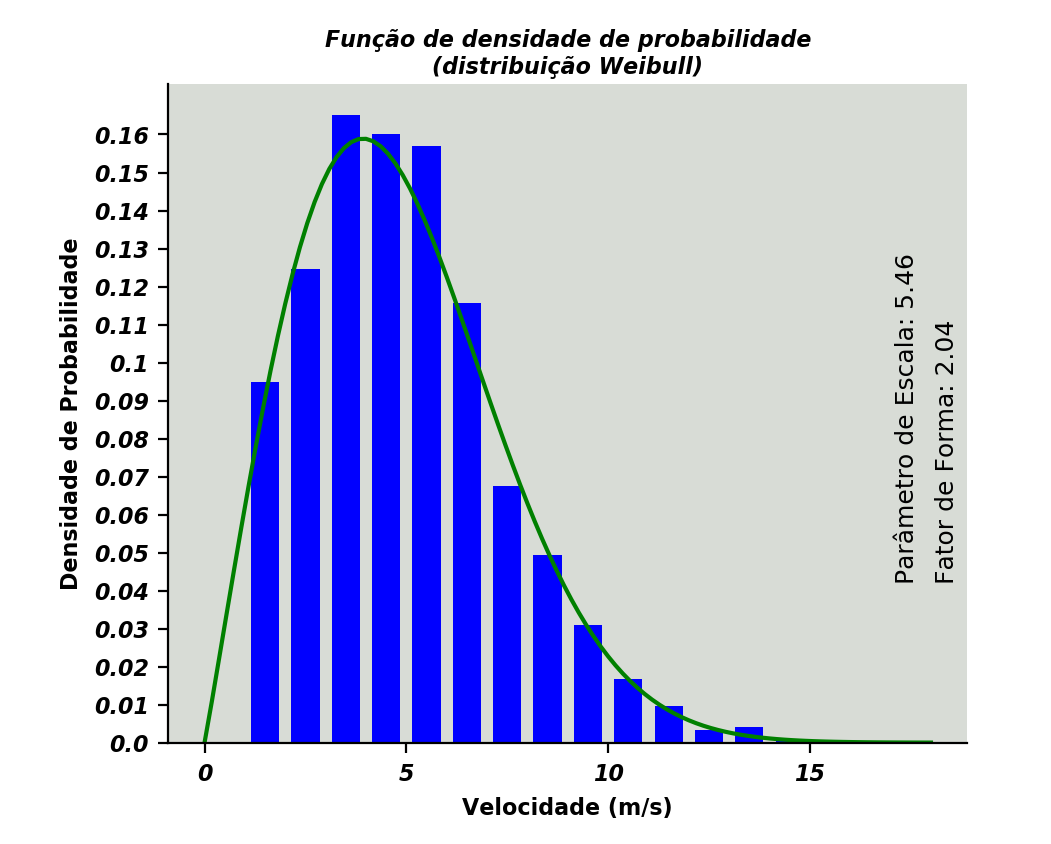 Função de densidade de probabilidade
(distribuição Weibull)
Densidade de Probabilidade
0.16
0.15
0.14
0.13
0.12
0.11
0.1
0.09
0.08
0.07
0.06
0.05
0.04
0.03
0.02
0.01
0.0
0 5 10 15
Velocidade (m/s)
Parâmetro de Escala: 5.46
Fator de Forma: 2.04